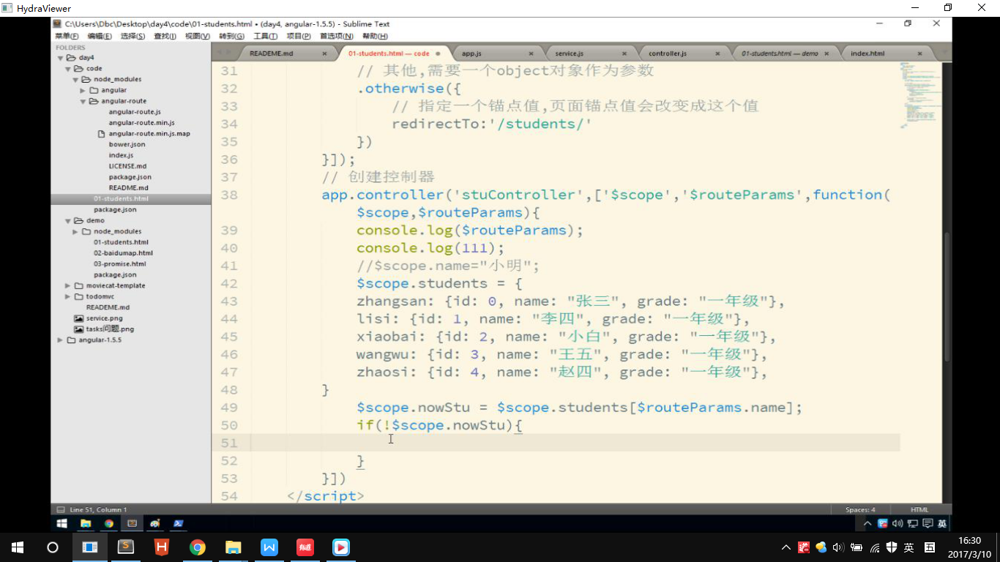 HydraViewer
C:\Users\Dbc\Desktop\day4\code\01-students.html • (day4, angular-1.5.5) - Sublime Text
菜单(F) 编辑(E) 选择(S) 查找(I) 视图(V) 转到(G) 工具(T) 项目(P) 首选项(N) 帮助(H)
FOLDERS
day4
code
node_modules
angular
angular-route
angular-route.js
angular-route.min.js
angular-route.min.js.map
bower.json
index.js
LICENSE.md
package.json
README.md
01-students.html
package.json
demo
node_modules
01-students.html
02-baidumap.html
03-promise.html
package.json
moviecat-template
todomvc
READEME.md
service.png
tasks问题.png
angular-1.5.5
READEME.md × 01-students.html — code app.js × service.js × controller.js × 01-students.html — demo × index.html ×
31 // 其他,需要一个object对象作为参数
32 .otherwise({
33 // 指定一个锚点值,页面锚点值会改变成这个值
34 redirectTo:'/students/'
35 })
36 }]);
37 // 创建控制器
38 app.controller('stuController',['$scope','$routeParams',function(
$scope,$routeParams){
39 console.log($routeParams);
40 console.log(111);
41 //$scope.name="小明";
42 $scope.students = {
43 zhangsan: {id: 0, name: "张三", grade: "一年级"},
44 lisi: {id: 1, name: "李四", grade: "一年级"},
45 xiaobai: {id: 2, name: "小白", grade: "一年级"},
46 wangwu: {id: 3, name: "王五", grade: "一年级"},
47 zhaosi: {id: 4, name: "赵四", grade: "一年级"},
48 }
49 $scope.nowStu = $scope.students[$routeParams.name];
50 if(!$scope.nowStu){
51
52 }
53 }])
54 </script>
Line 51, Column 1 Spaces: 4 HTML
英
英 五
16:30
2017/3/10